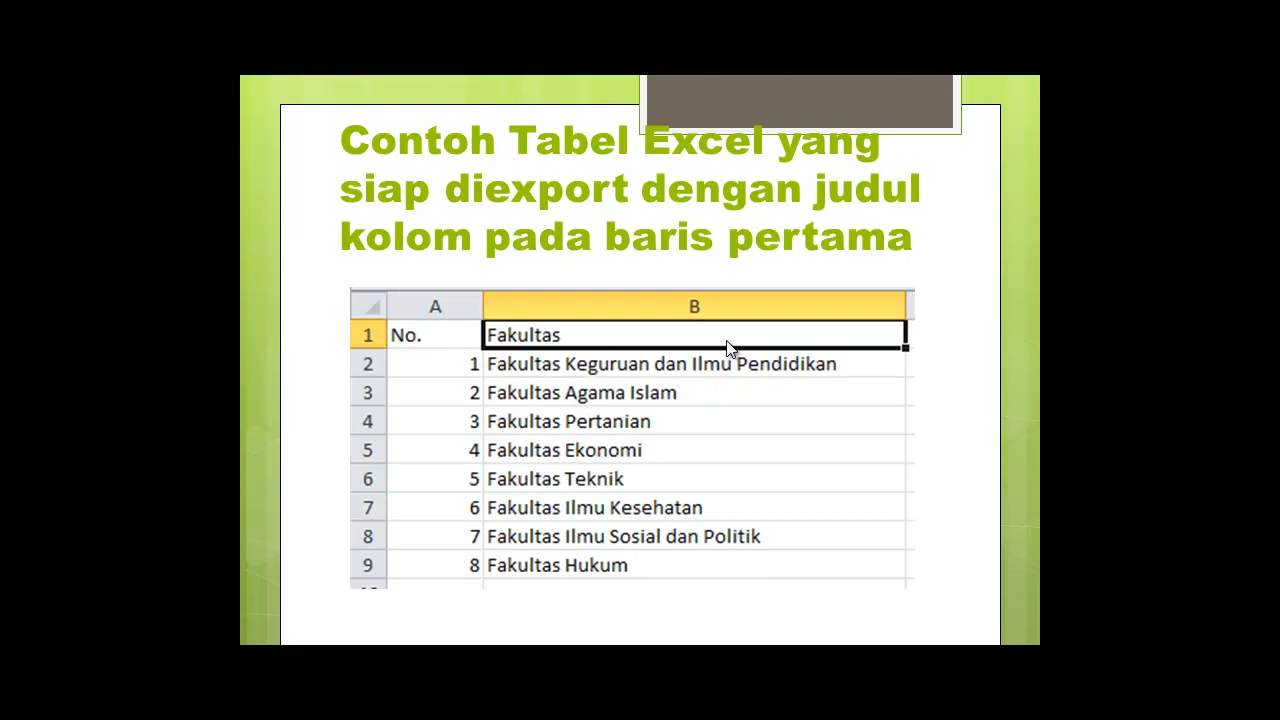 Contoh Tabel Excel yang
siap diexport dengan judul
kolom pada baris pertama
A B
1 No. Fakultas
2 1 Fakultas Keguruan dan Ilmu Pendidikan
3 2 Fakultas Agama Islam
4 3 Fakultas Pertanian
5 4 Fakultas Ekonomi
6 5 Fakultas Teknik
7 6 Fakultas Ilmu Kesehatan
8 7 Fakultas Ilmu Sosial dan Politik
9 8 Fakultas Hukum